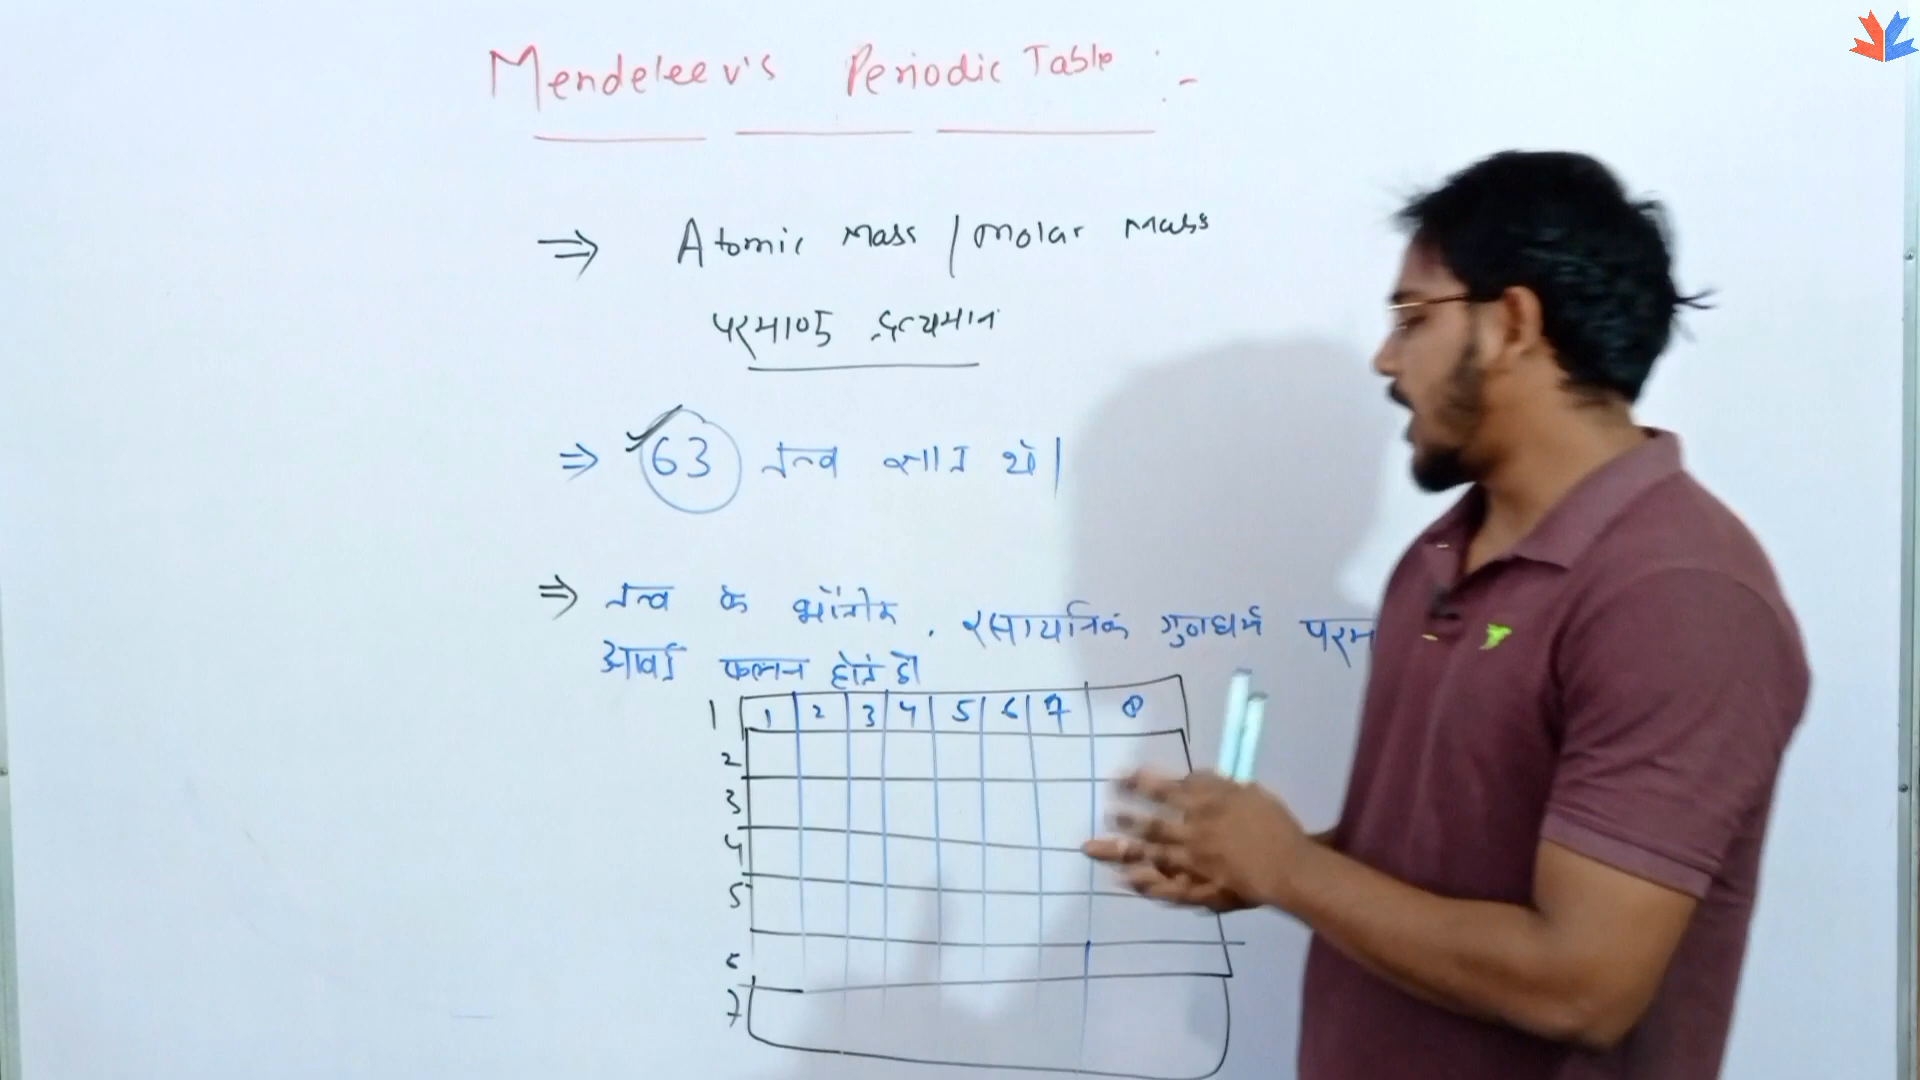 Mendeleev's Periodic Table :-
⇒ Atomic Mass / Molar Mass
परमाणु द्रव्यमान
⇒ 63 तत्व ज्ञात थे।
⇒ तत्व के भौतिक, रसायनिक गुणधर्म परम
आवर्त फलन होते है
1 1 2 3 4 5 6 7 8
2
3
4
5
6
7